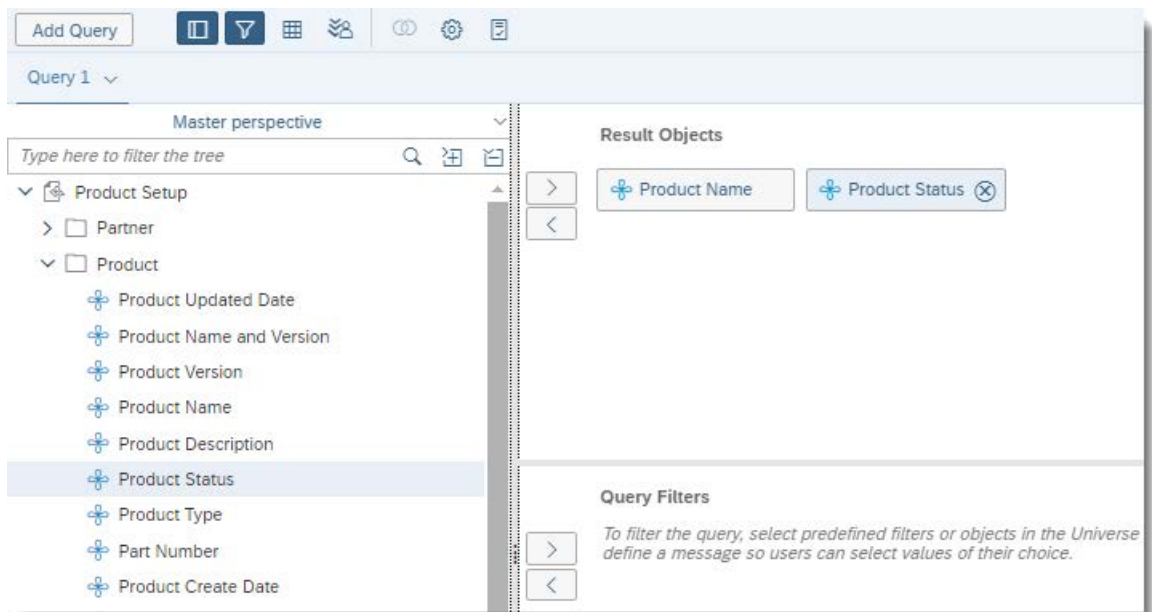 Add Query
Query 1
Master perspective
Type here to filter the tree
Product Setup
Partner
Product
Product Updated Date
Product Name and Version
Product Version
Product Name
Product Description
Product Status
Product Type
Part Number
Product Create Date
Result Objects
Product Name
Product Status
Query Filters
To filter the query, select predefined filters or objects in the Universe
define a message so users can select values of their choice.